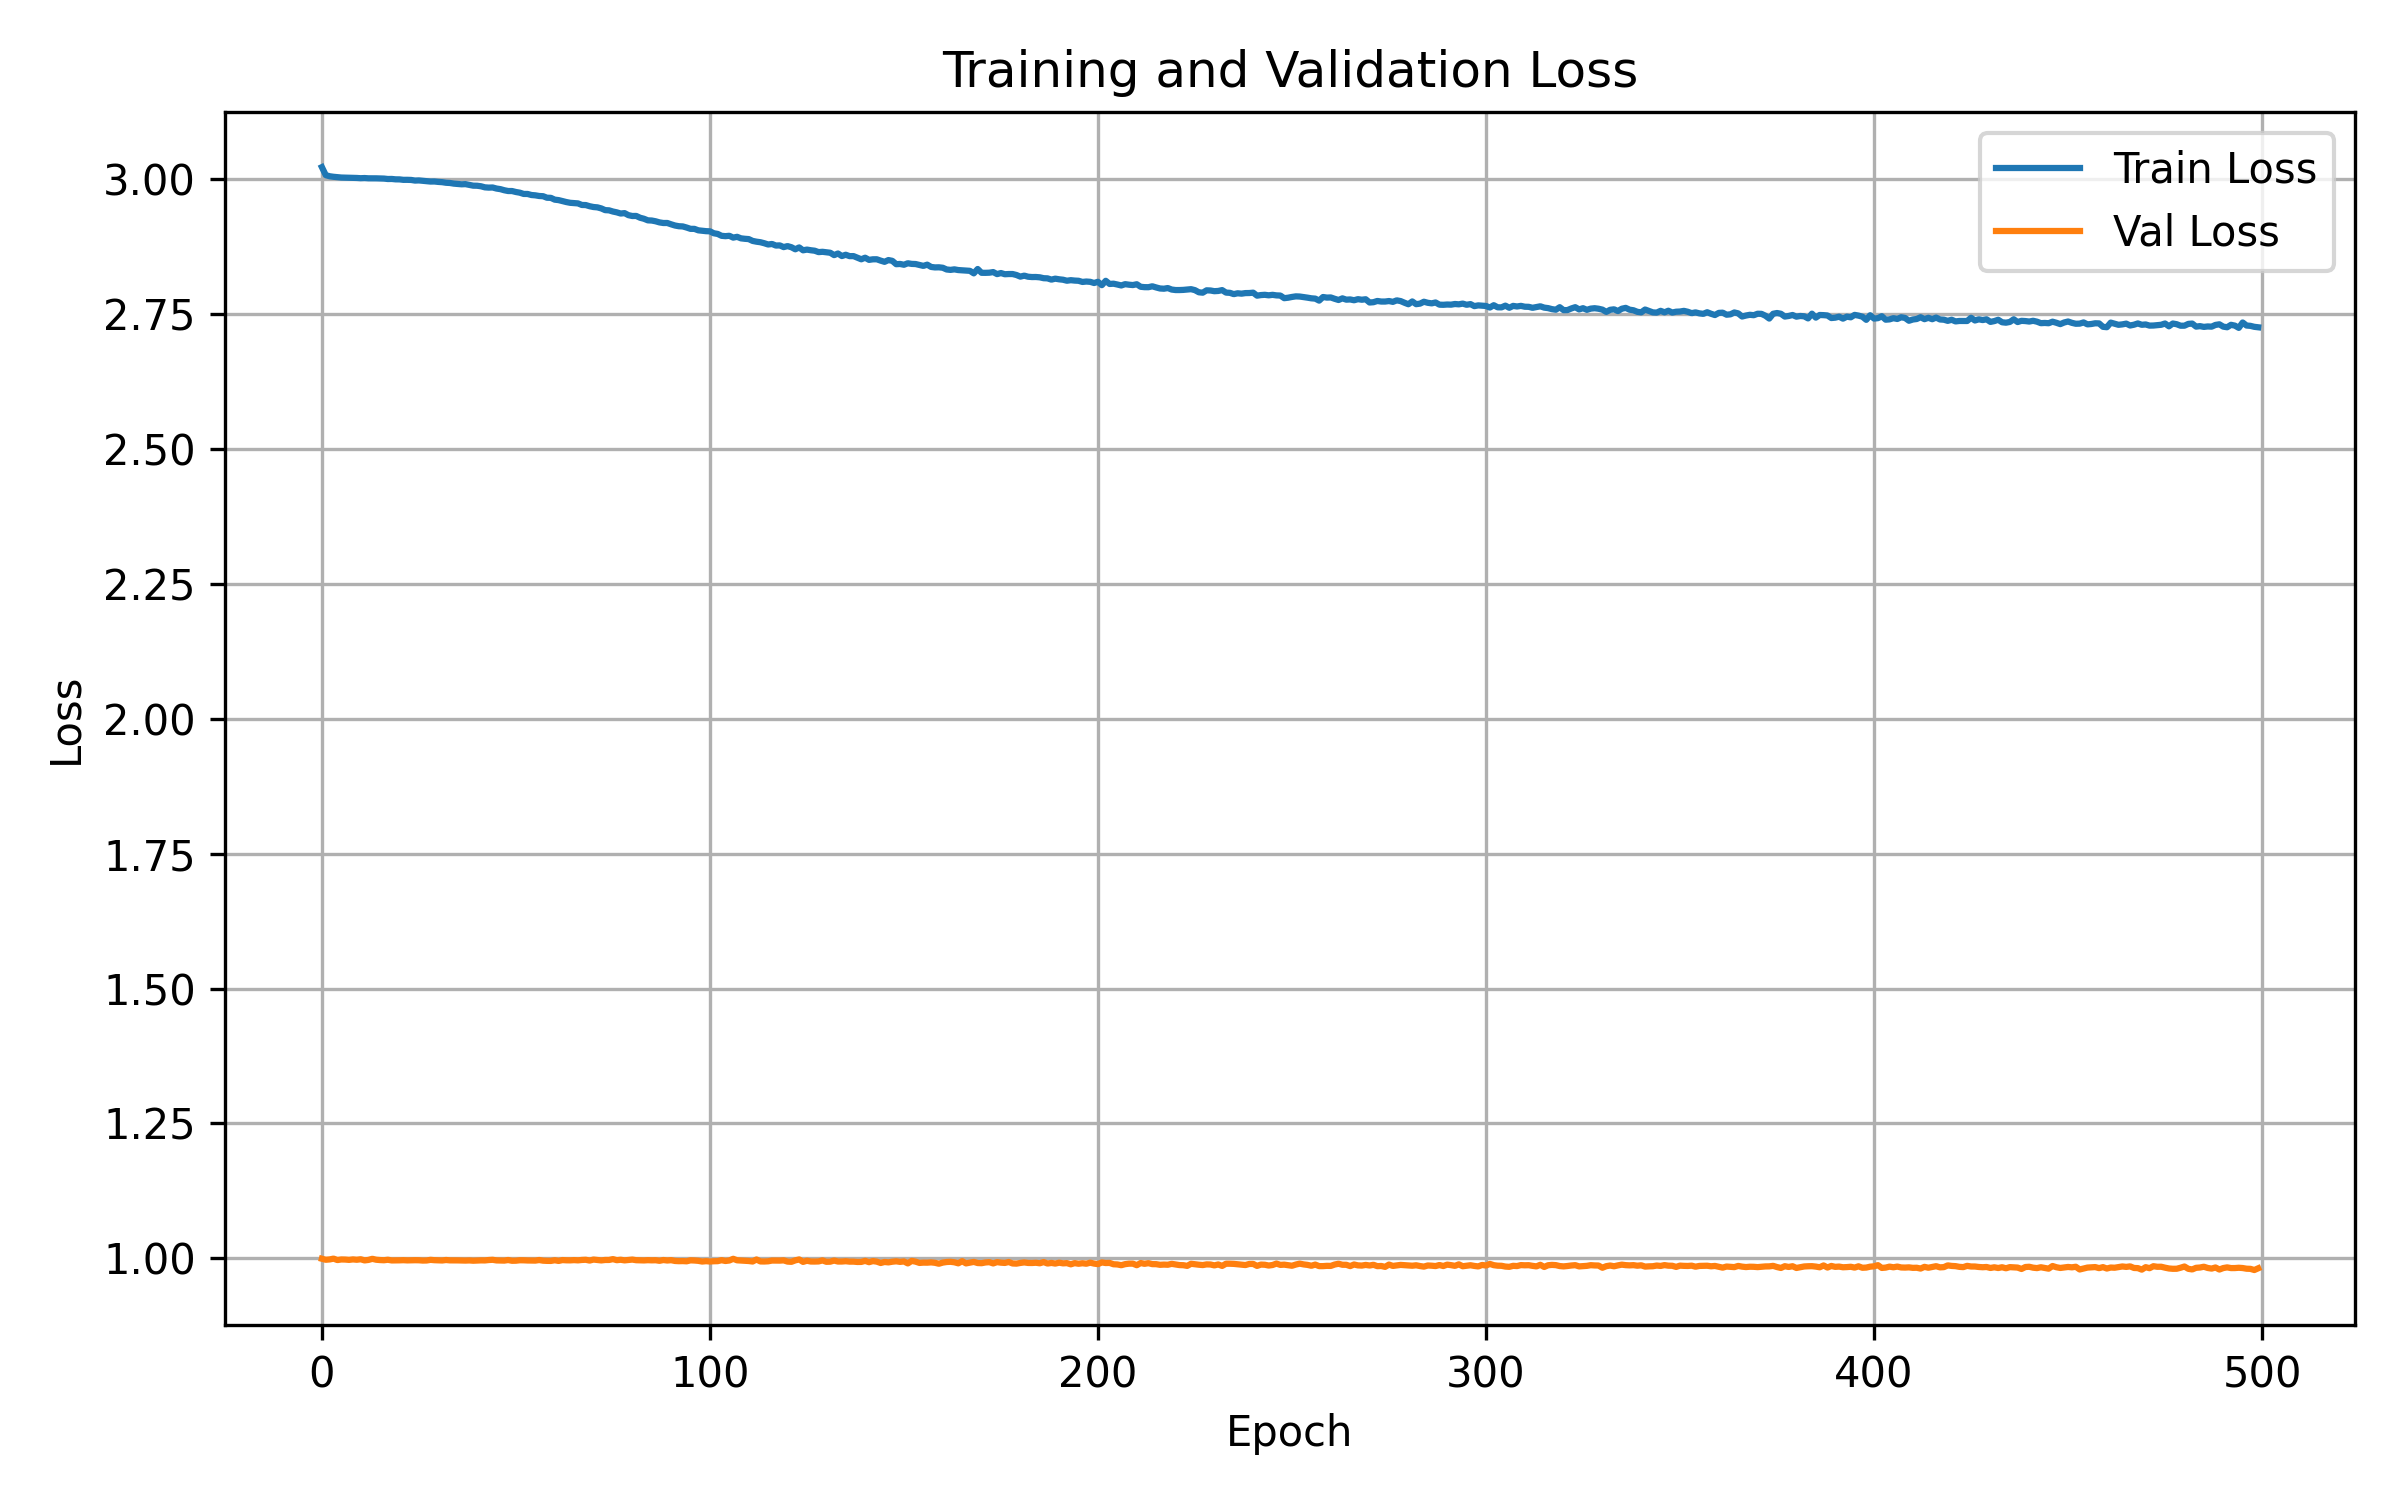 Training and Validation Loss
Train Loss
Val Loss
3.00
2.75
2.50
2.25
2.00
1.75
1.50
1.25
1.00
Loss
0 100 200 300 400 500
Epoch